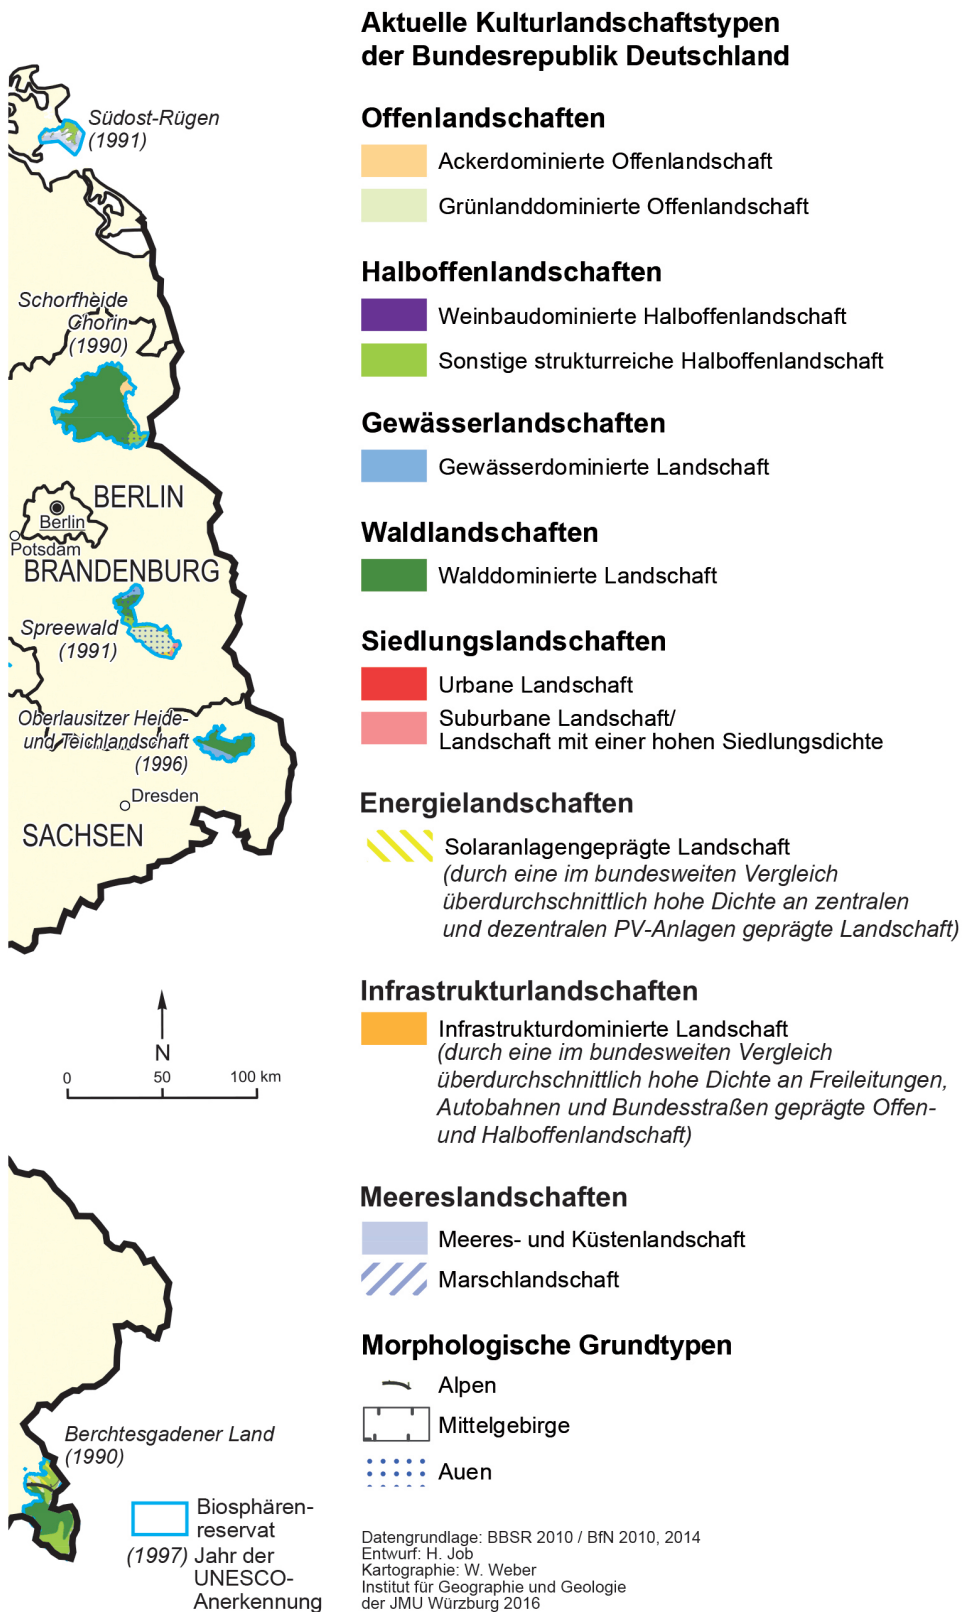 Aktuelle Kulturlandschaftstypen
der Bundesrepublik Deutschland
Südost-Rügen
(1991)
Schorfheide
Chorin
(1990)
BERLIN
Berlin
Potsdam
BRANDENBURG
Spreewald
(1991)
Oberlausitzer Heide-
und Teichlandschaft
(1996)
Dresden
SACHSEN
N
0 50 100 km
Berchtesgadener Land
(1990)
Biosphären-
reservat
(1997) Jahr der
UNESCO-
Anerkennung
Offenlandschaften
Ackerdominierte Offenlandschaft
Grünlanddominierte Offenlandschaft
Halboffenlandschaften
Weinbaudominierte Halboffenlandschaft
Sonstige strukturreiche Halboffenlandschaft
Gewässerlandschaften
Gewässerdominierte Landschaft
Waldlandschaften
Walddominierte Landschaft
Siedlungslandschaften
Urbane Landschaft
Suburbane Landschaft/
Landschaft mit einer hohen Siedlungsdichte
Energielandschaften
Solaranlagengeprägte Landschaft
(durch eine im bundesweiten Vergleich
überdurchschnittlich hohe Dichte an zentralen
und dezentralen PV-Anlagen geprägte Landschaft)
Infrastrukturlandschaften
Infrastrukturdominierte Landschaft
(durch eine im bundesweiten Vergleich
überdurchschnittlich hohe Dichte an Freileitungen,
Autobahnen und Bundesstraßen geprägte Offen-
und Halboffenlandschaft)
Meereslandschaften
Meeres- und Küstenlandschaft
Marschlandschaft
Morphologische Grundtypen
Alpen
Mittelgebirge
Auen
Datengrundlage: BBSR 2010 / BfN 2010, 2014
Entwurf: H. Job
Kartographie: W. Weber
Institut für Geographie und Geologie
der JMU Würzburg 2016